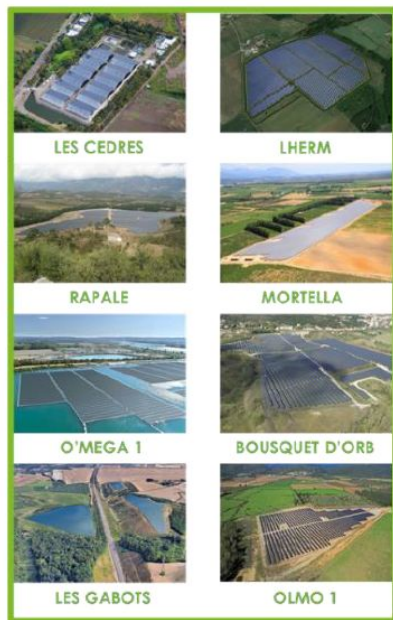 LES CEDRES
LHERM
RAPALE
MORTELLA
O'MEGA 1
BOUSQUET D'ORB
LES GABOTS
OLMO 1